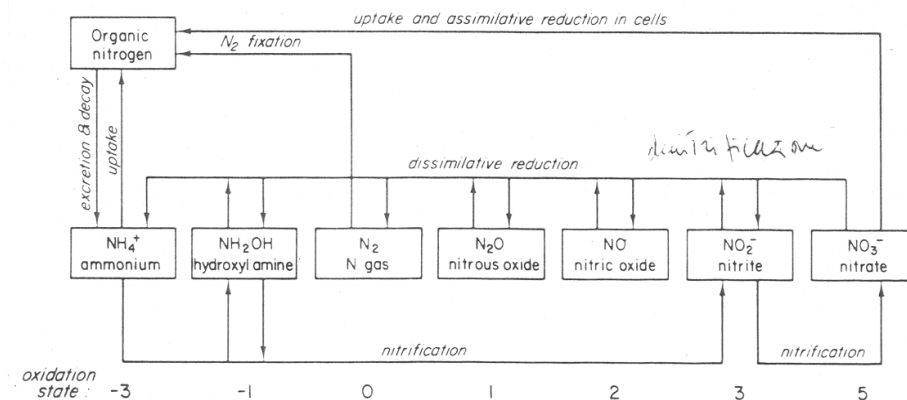 uptake and assimilative reduction in cells
Organic
nitrogen
N₂ fixation
excretion & decay
uptake
denitrificazione
dissimilative reduction
NH₄⁺
ammonium
NH₂OH
hydroxyl amine
N₂
N gas
N₂O
nitrous oxide
NO
nitric oxide
NO₂⁻
nitrite
NO₃⁻
nitrate
nitrification
nitrification
oxidation
state : -3 -1 0 1 2 3 5